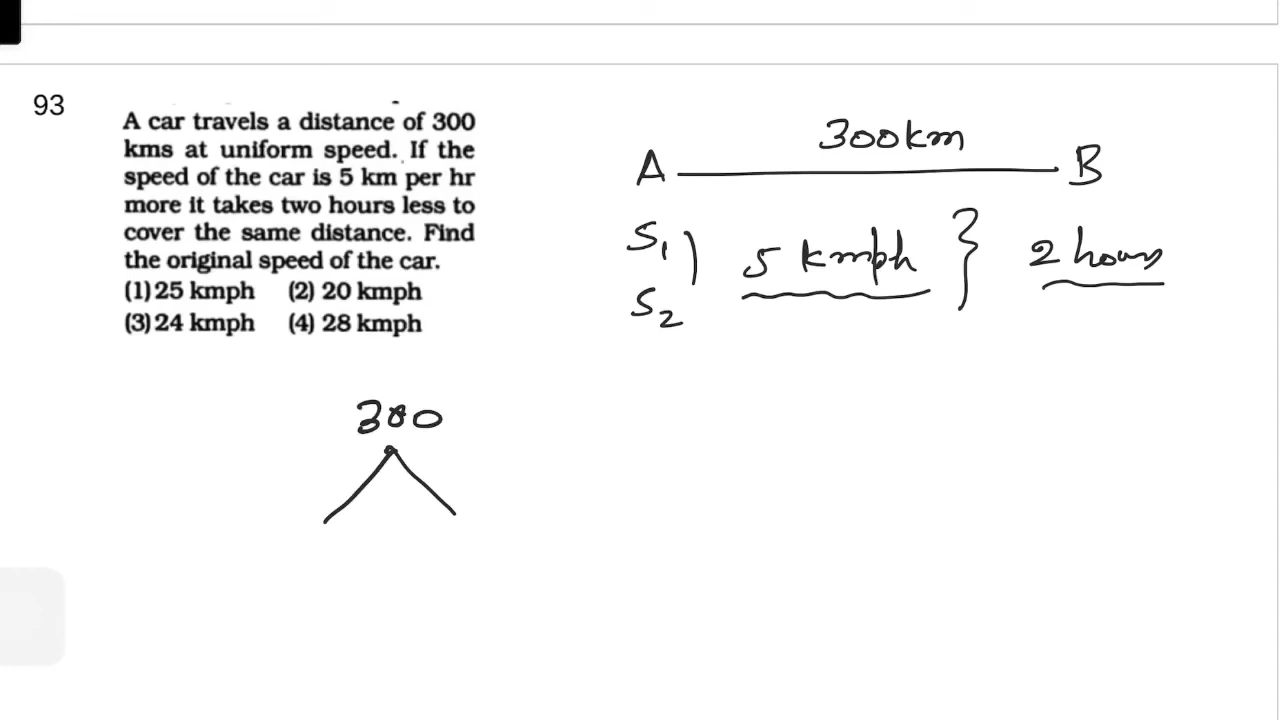 93
A car travels a distance of 300
kms at uniform speed. If the
speed of the car is 5 km per hr
more it takes two hours less to
cover the same distance. Find
the original speed of the car.
(1) 25 kmph (2) 20 kmph
(3) 24 kmph (4) 28 kmph
300km
A B
S1
5 kmph } 2 hours
S2
300